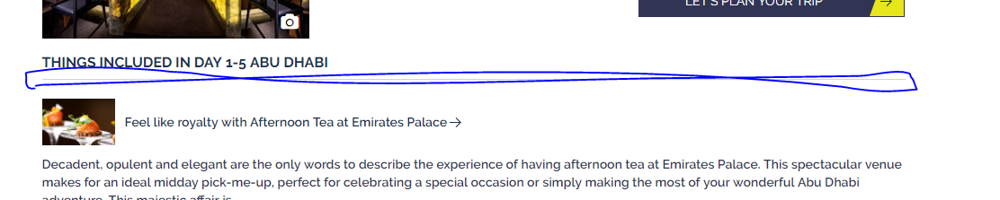 LET'S PLAN YOUR TRIP
THINGS INCLUDED IN DAY 1-5 ABU DHABI
Feel like royalty with Afternoon Tea at Emirates Palace
Decadent, opulent and elegant are the only words to describe the experience of having afternoon tea at Emirates Palace. This spectacular venue
makes for an ideal midday pick-me-up, perfect for celebrating a special occasion or simply making the most of your wonderful Abu Dhabi
adventure. This majestic affair is